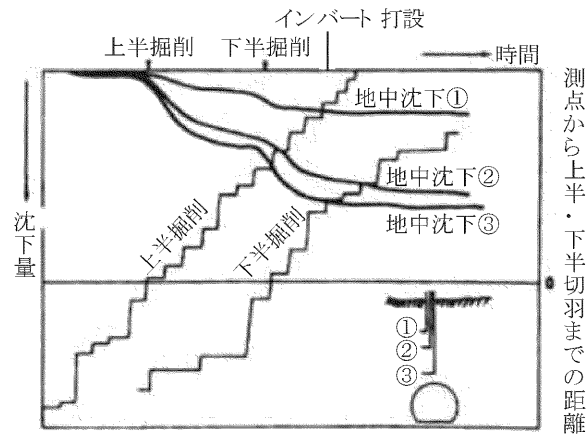 インバート 打設
上半掘削
下半掘削
時間
地中沈下①
地中沈下②
地中沈下③
上半掘削
下半掘削
沈下量
測点から上半・下半切羽までの距離
0
①
②
③